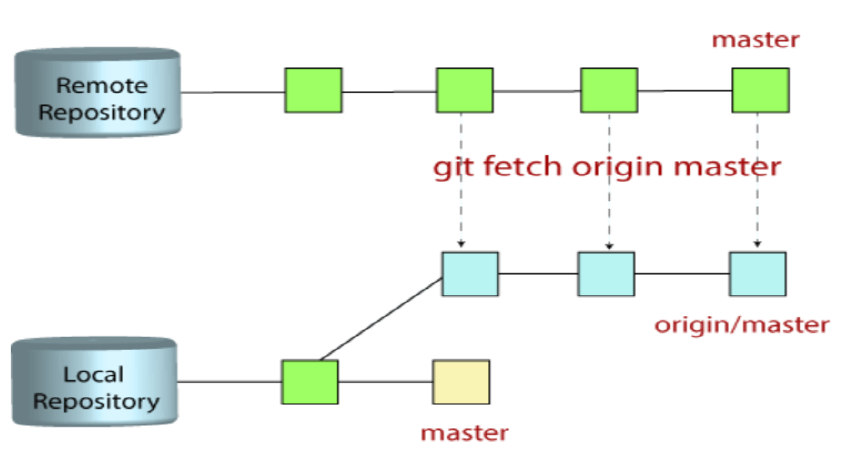 master
Remote
Repository
git fetch origin master
origin/master
Local
Repository
master